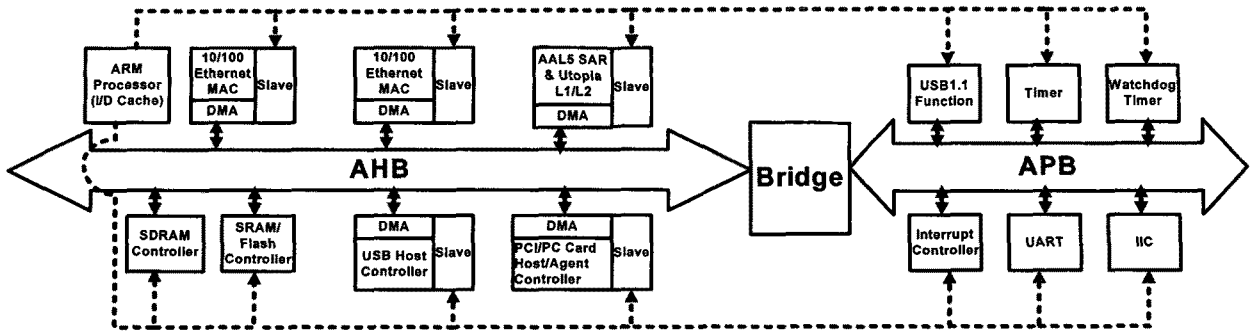 ARM
Processor
(I/D Cache)
10/100
Ethernet
MAC
DMA
Slave
10/100
Ethernet
MAC
DMA
Slave
AAL5 SAR
& Utopia
L1/L2
DMA
Slave
USB1.1
Function
Timer
Watchdog
Timer
AHB
Bridge
APB
SDRAM
Controller
SRAM/
Flash
Controller
DMA
USB Host
Controller
Slave
DMA
PCI/PC Card
Host/Agent
Controller
Slave
Interrupt
Controller
UART
IIC